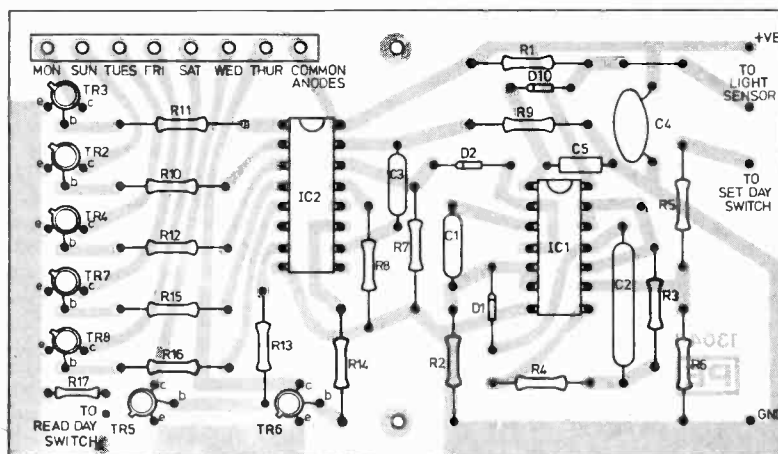 MON SUN TUES FRI SAT WED THUR COMMON
ANODES
+VE
TO
LIGHT
SENSOR
TO
SET DAY
SWITCH
GND
TR3
e
c
b
TR2
e
c
b
TR4
e
c
b
TR7
e
c
b
TR8
e
c
b
R11
R10
R12
R15
R16
R17
TO
READ DAY
SWITCH
TR5
c
b
e
TR6
c
b
e
R13
R14
IC2
C3
R8
R7
C1
D2
R1
D10
R9
C5
C4
IC1
D1
R2
R4
C2
R3
R5
R6